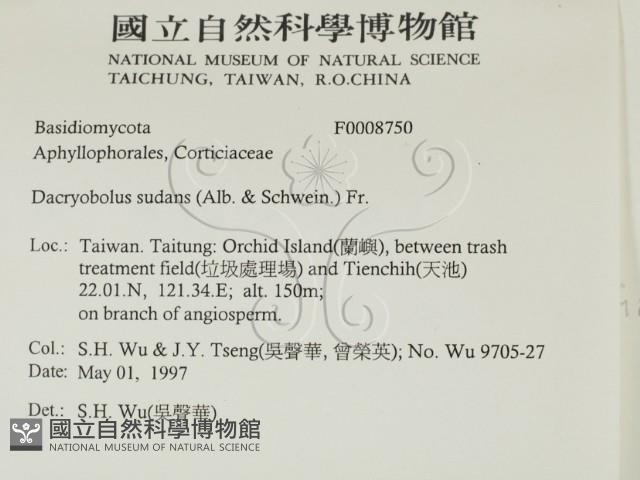 國立自然科學博物館
NATIONAL MUSEUM OF NATURAL SCIENCE
TAICHUNG, TAIWAN, R.O.CHINA
Basidiomycota F0008750
Aphyllophorales, Corticiaceae
Dacryobolus sudans (Alb. & Schwein.) Fr.
Loc.: Taiwan. Taitung: Orchid Island(蘭嶼), between trash
treatment field(垃圾處理場) and Tienchih(天池)
22.01.N, 121.34.E; alt. 150m;
on branch of angiosperm.
Col.: S.H. Wu & J.Y. Tseng(吳聲華, 曾榮英); No. Wu 9705-27
Date: May 01, 1997
Det.: S.H. Wu(吳聲華)
國立自然科學博物館
NATIONAL MUSEUM OF NATURAL SCIENCE